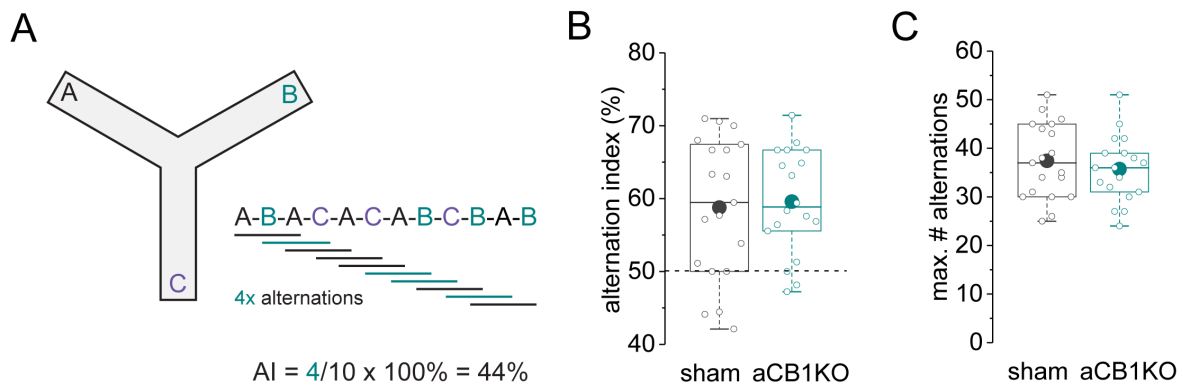 A
A
B
C
A-B-A-C-A-C-A-B-C-B-A-B
4x alternations
AI = 4/10 x 100% = 44%
B
alternation index (%)
80
70
60
50
40
sham aCB1KO
C
max. # alternations
60
50
40
30
20
10
0
sham aCB1KO